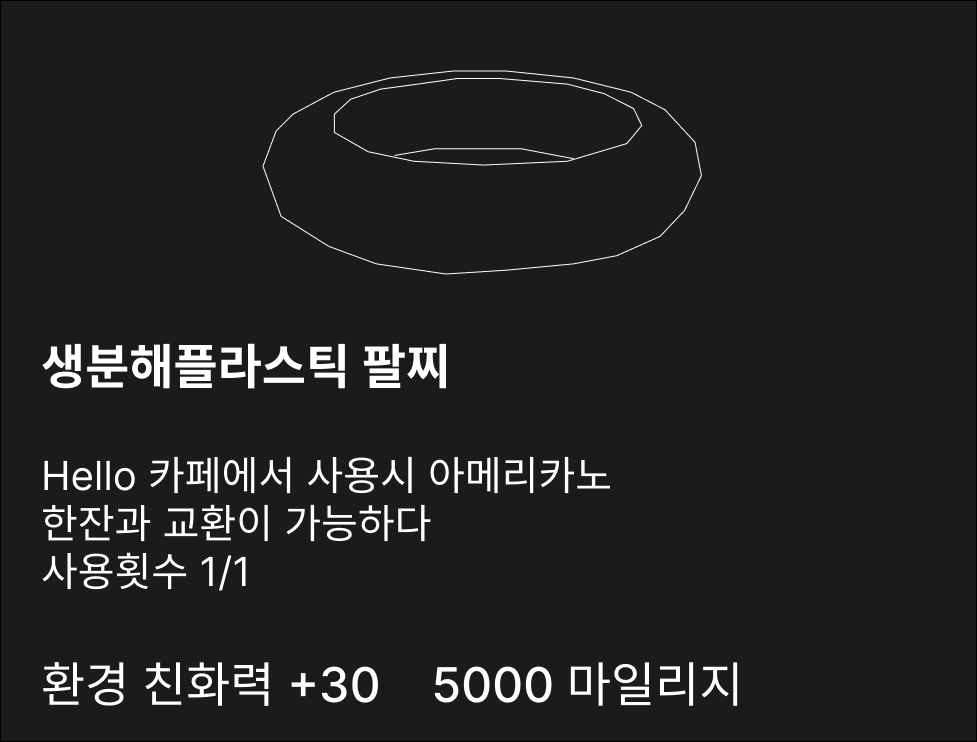 생분해플라스틱 팔찌
Hello 카페에서 사용시 아메리카노
한잔과 교환이 가능하다
사용횟수 1/1
환경 친화력 +30 5000 마일리지